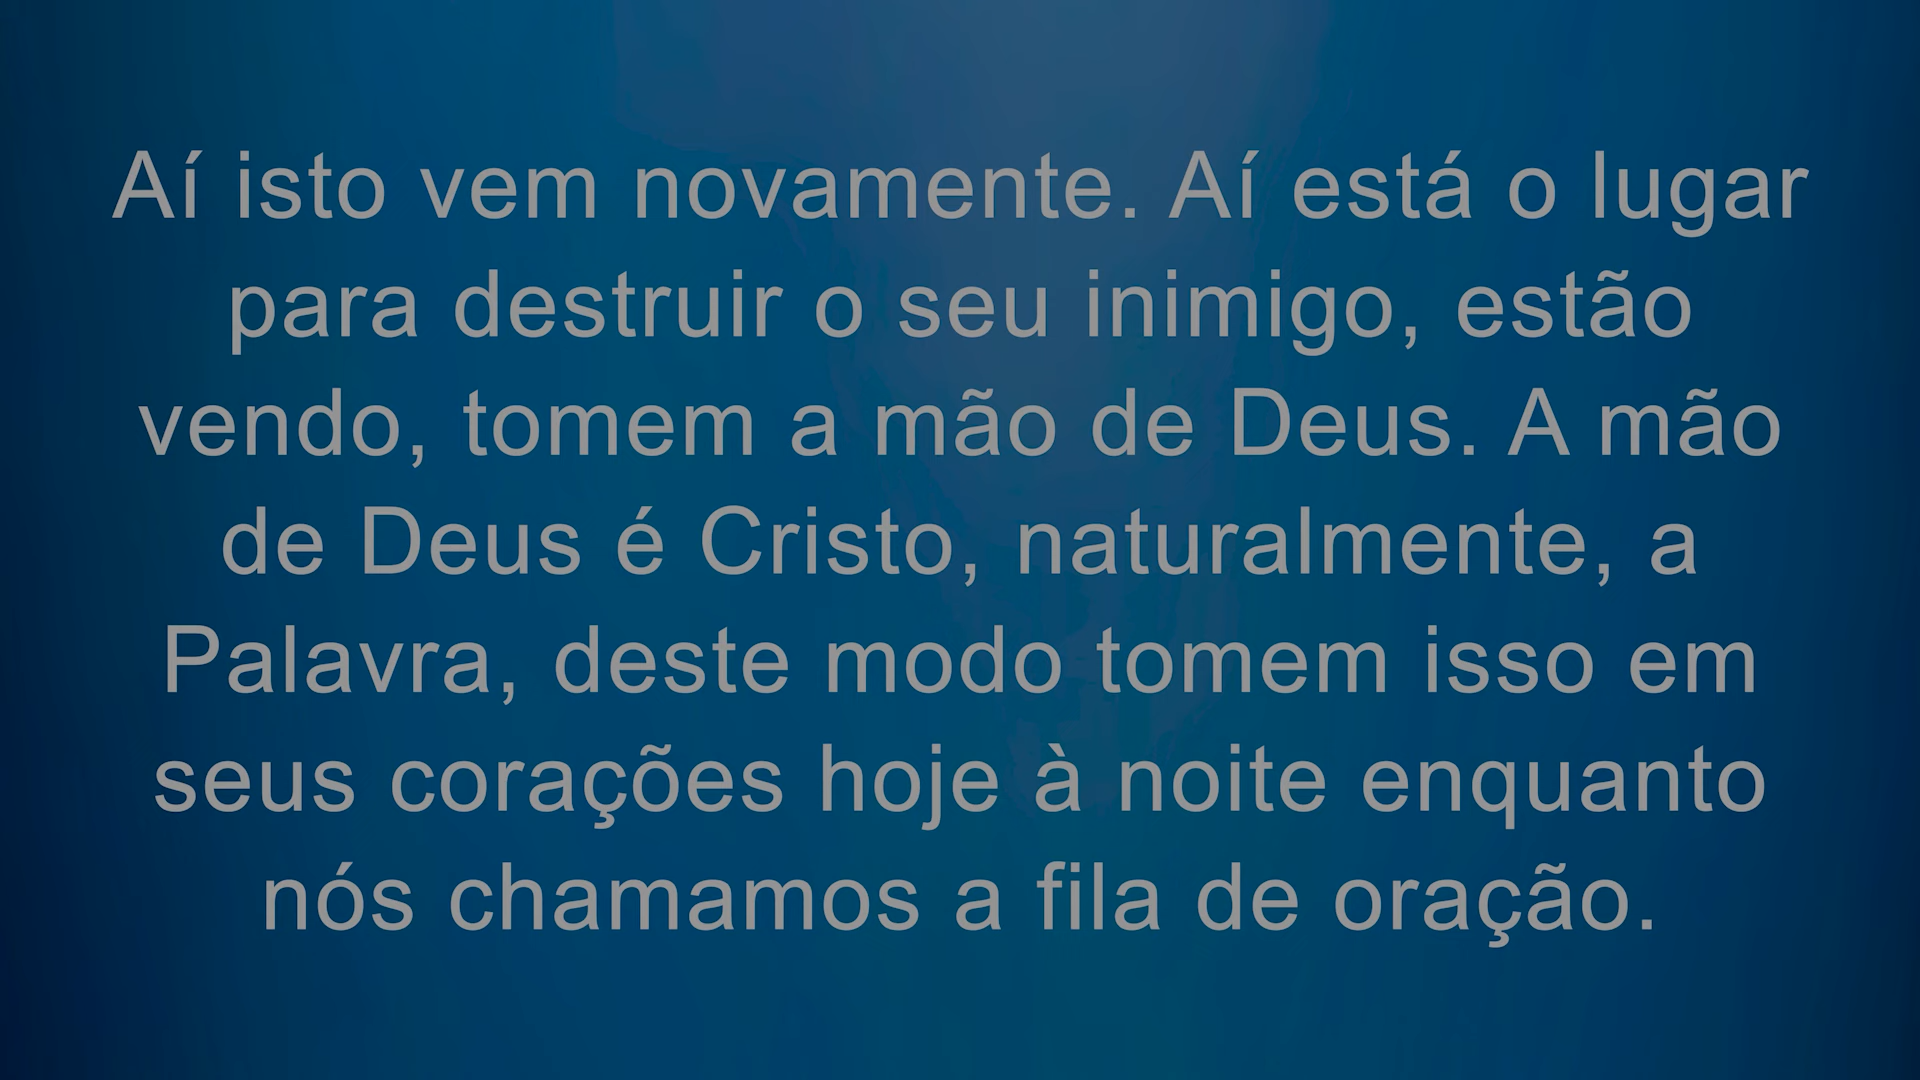 Aí isto vem novamente. Aí está o lugar
para destruir o seu inimigo, estão
vendo, tomem a mão de Deus. A mão
de Deus é Cristo, naturalmente, a
Palavra, deste modo tomem isso em
seus corações hoje à noite enquanto
nós chamamos a fila de oração.